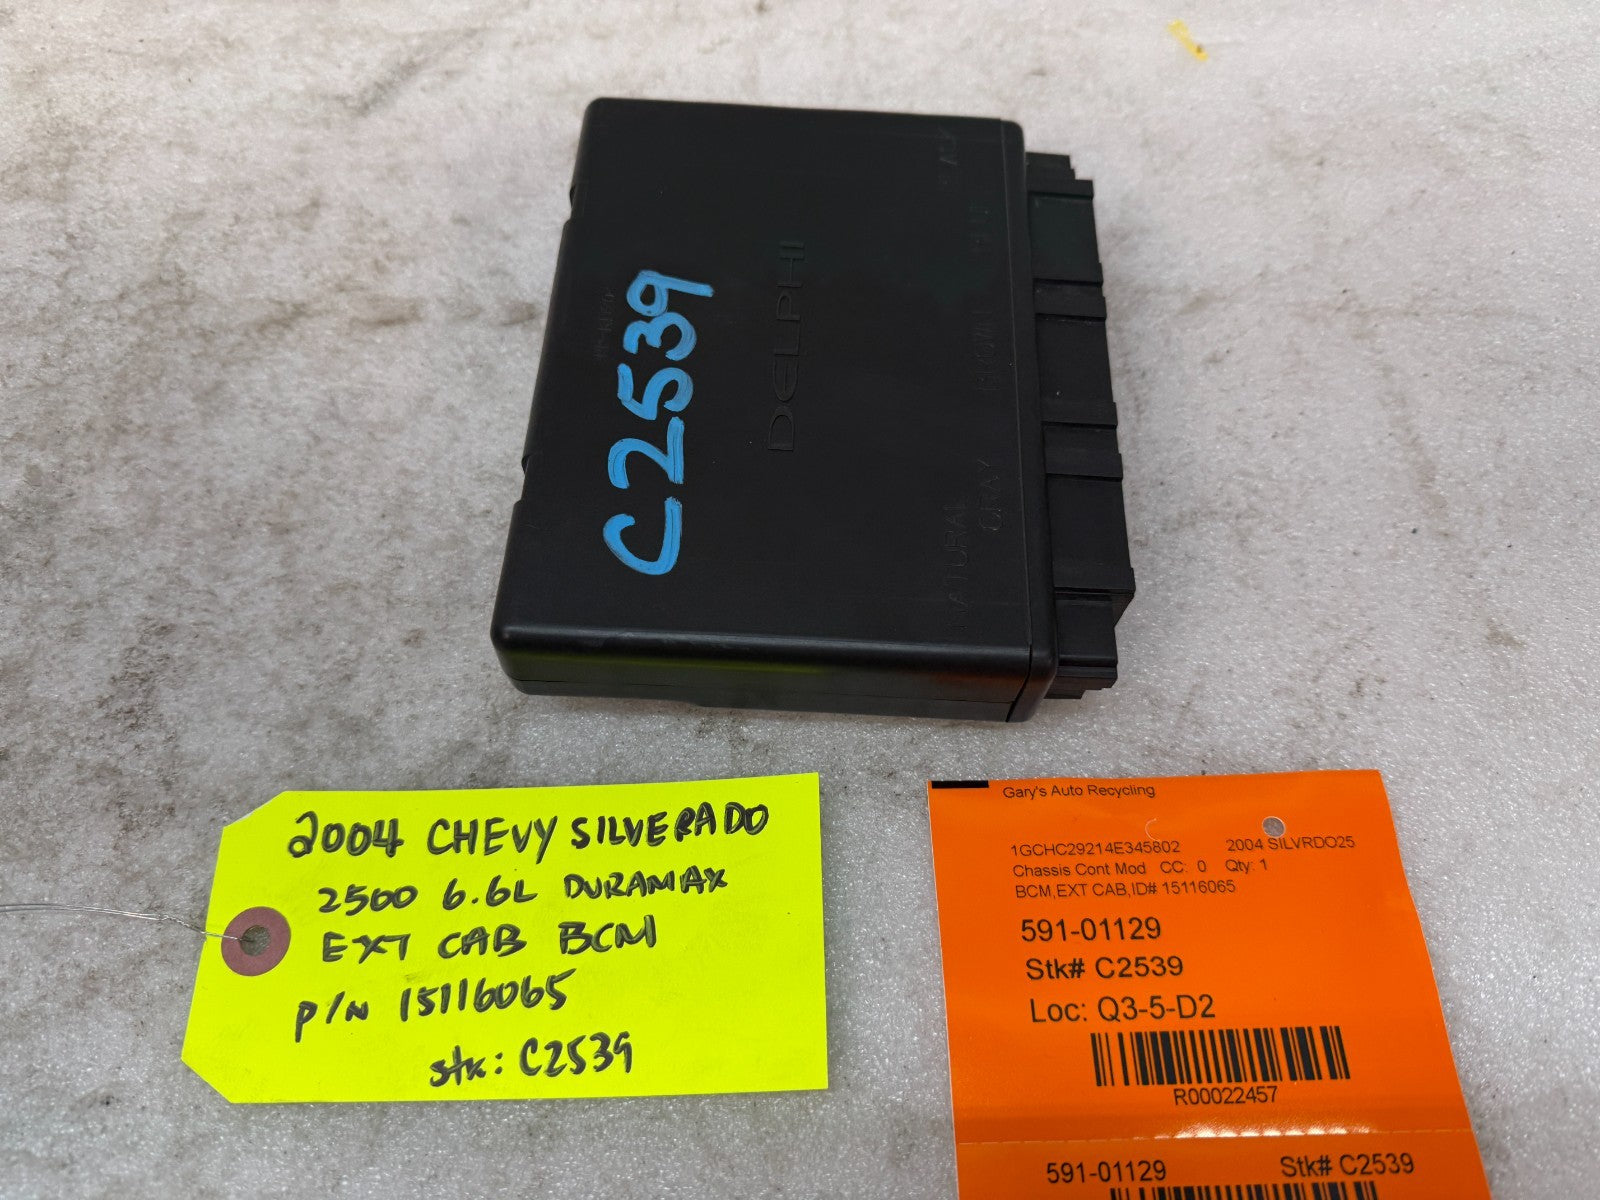 C2539
DELPHI
NATURAL
GRAY
2004 CHEVY SILVERADO
2500 6.6L DURAMAX
EXT CAB BCM
P/N 15116065
stk: C2539
Gary's Auto Recycling
1GCHC29214E345802 2004 SILVRDO25
Chassis Cont Mod CC: 0 Qty: 1
BCM,EXT CAB,ID# 15116065
591-01129
Stk# C2539
Loc: Q3-5-D2
R00022457
591-01129 Stk# C2539